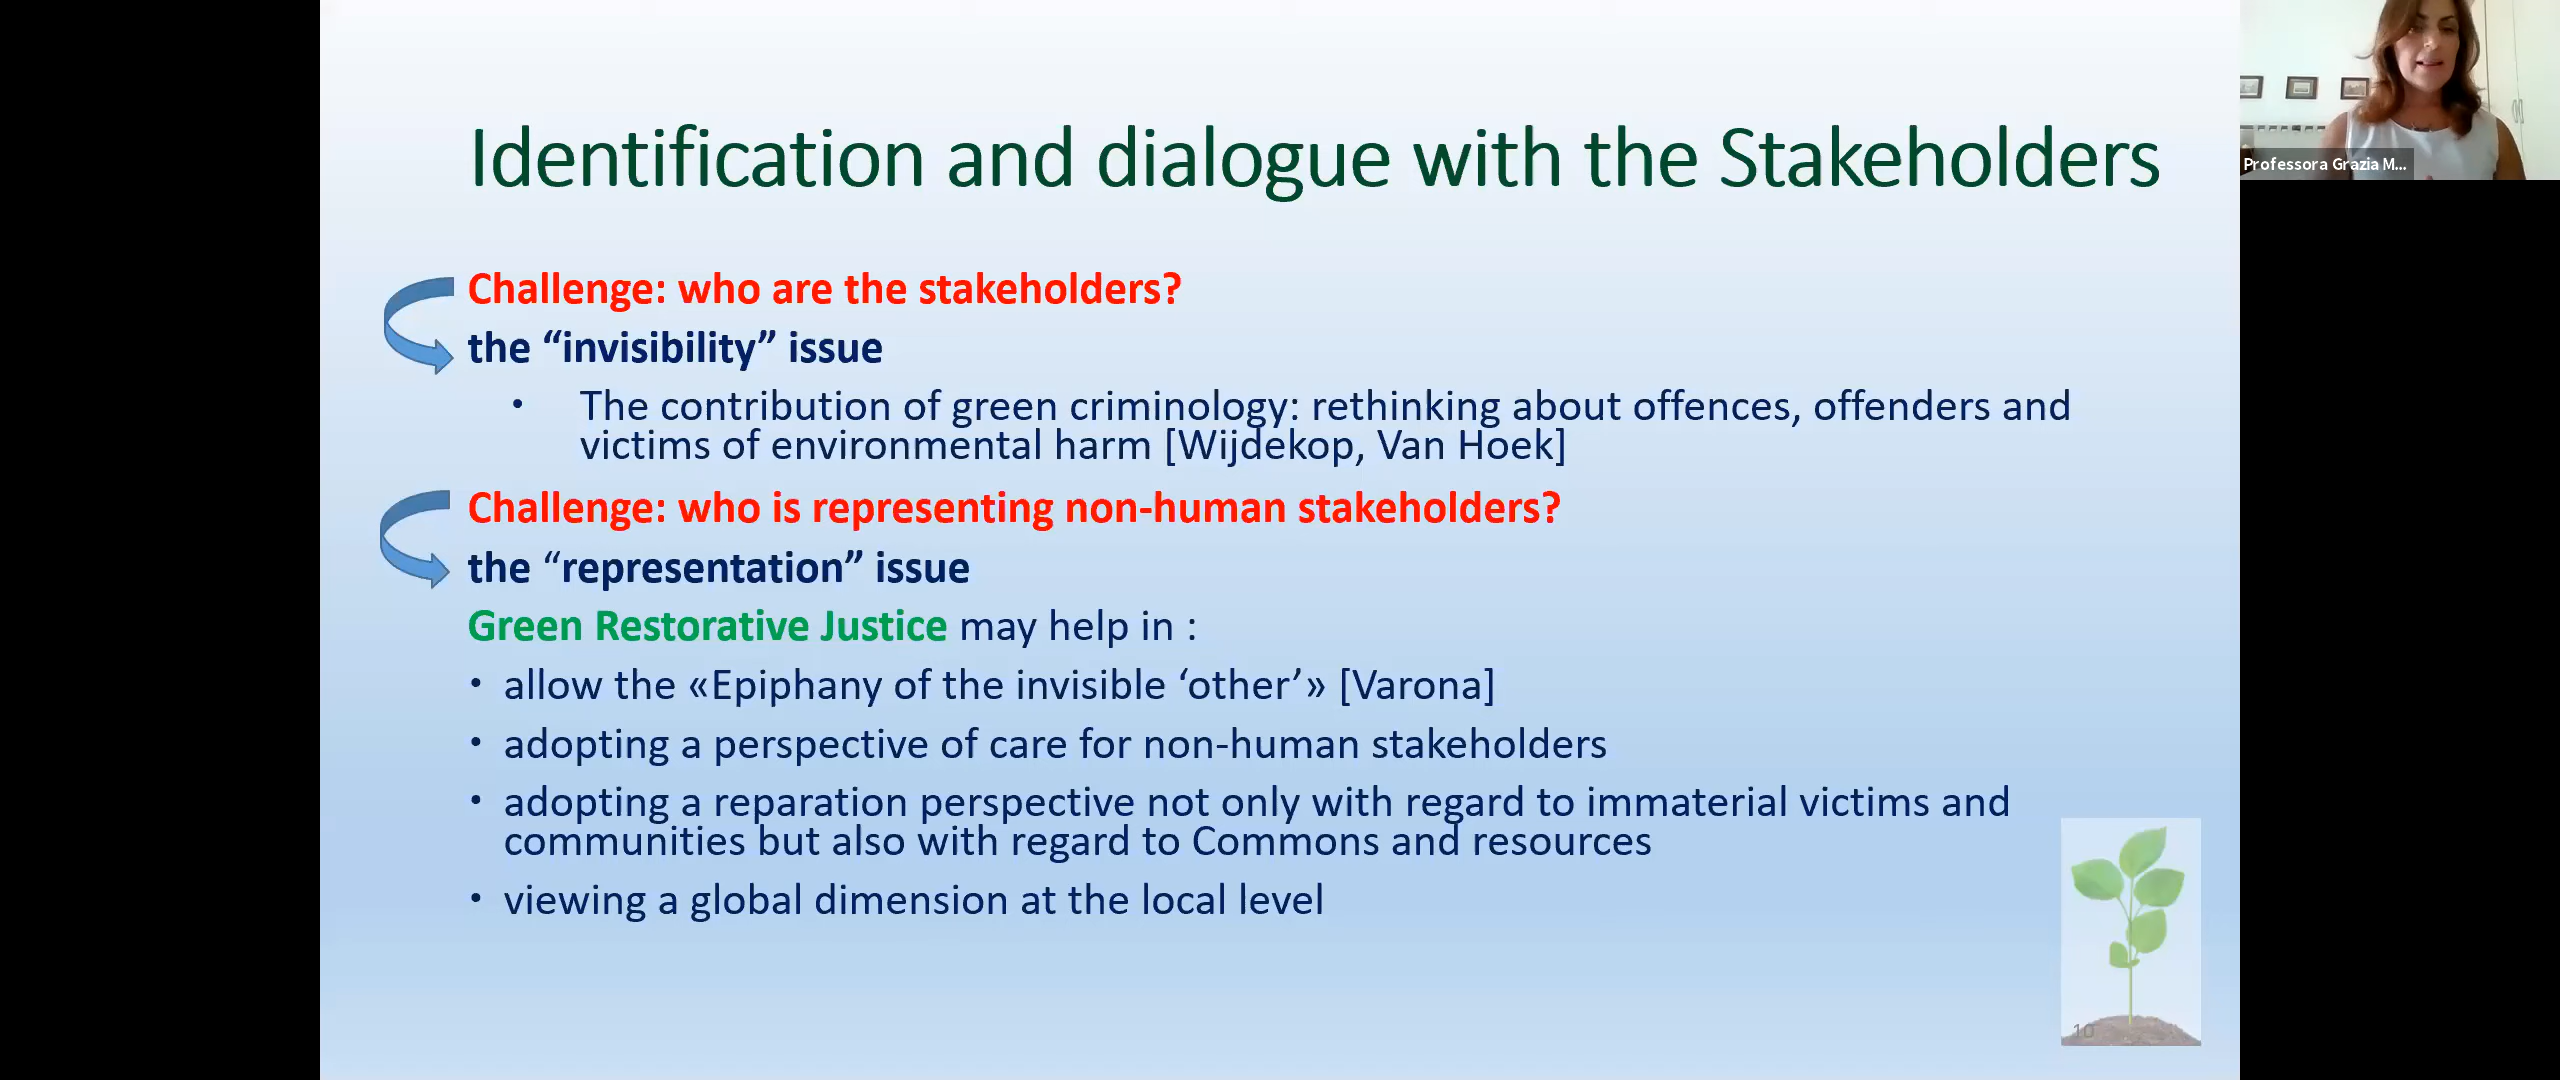 Identification and dialogue with the Stakeholders
Professora Grazia M...
Challenge: who are the stakeholders?
the “invisibility” issue
• The contribution of green criminology: rethinking about offences, offenders and
victims of environmental harm [Wijdekop, Van Hoek]
Challenge: who is representing non-human stakeholders?
the “representation” issue
Green Restorative Justice may help in :
• allow the «Epiphany of the invisible ‘other’» [Varona]
• adopting a perspective of care for non-human stakeholders
• adopting a reparation perspective not only with regard to immaterial victims and
communities but also with regard to Commons and resources
• viewing a global dimension at the local level
10